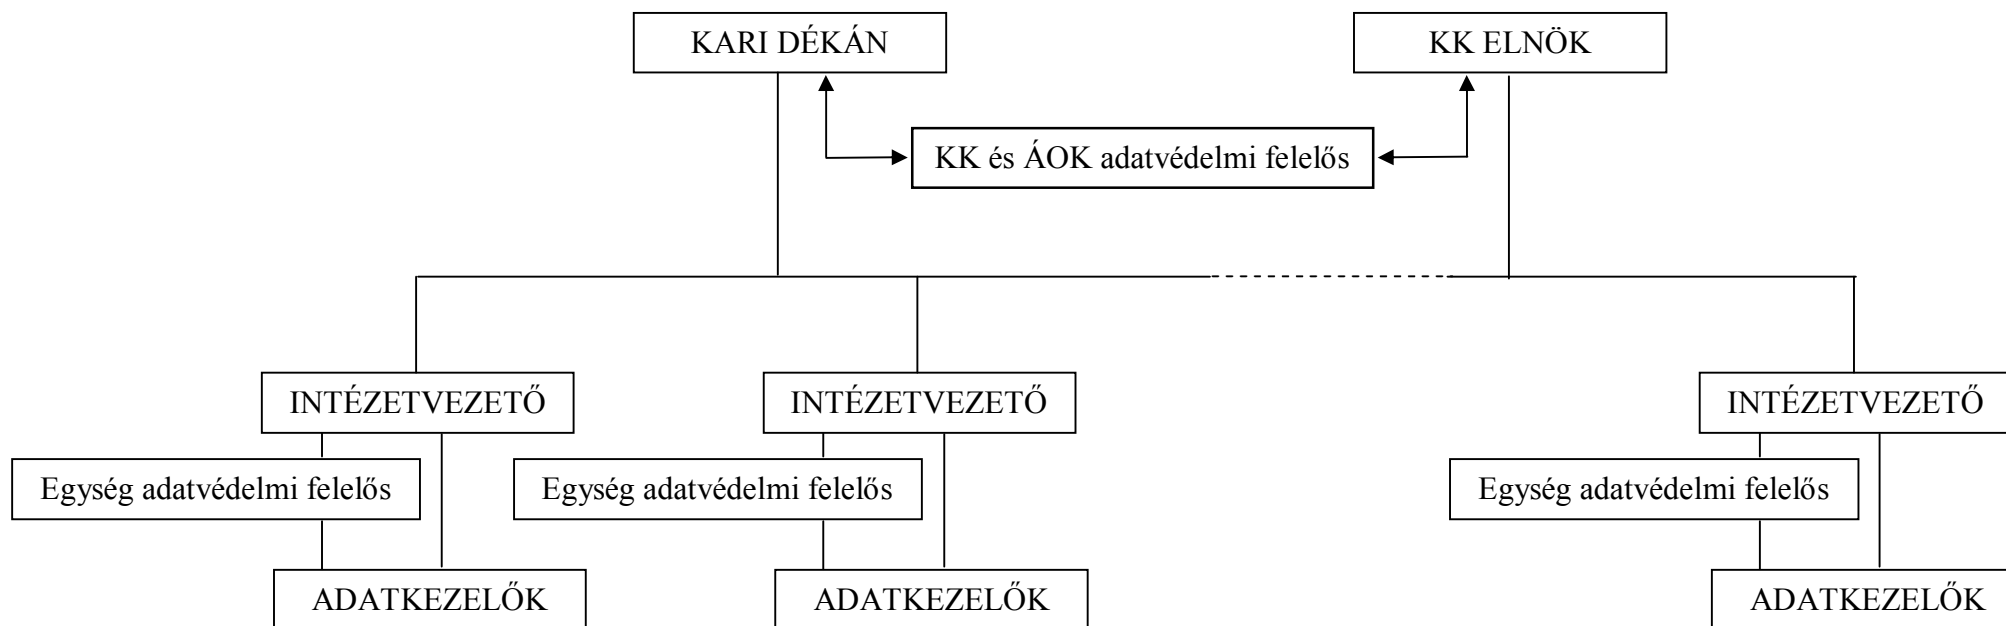 KARI DÉKÁN
KK ELNÖK
KK és ÁOK adatvédelmi felelős
INTÉZETVEZETŐ
INTÉZETVEZETŐ
INTÉZETVEZETŐ
Egység adatvédelmi felelős
Egység adatvédelmi felelős
Egység adatvédelmi felelős
ADATKEZELŐK
ADATKEZELŐK
ADATKEZELŐK